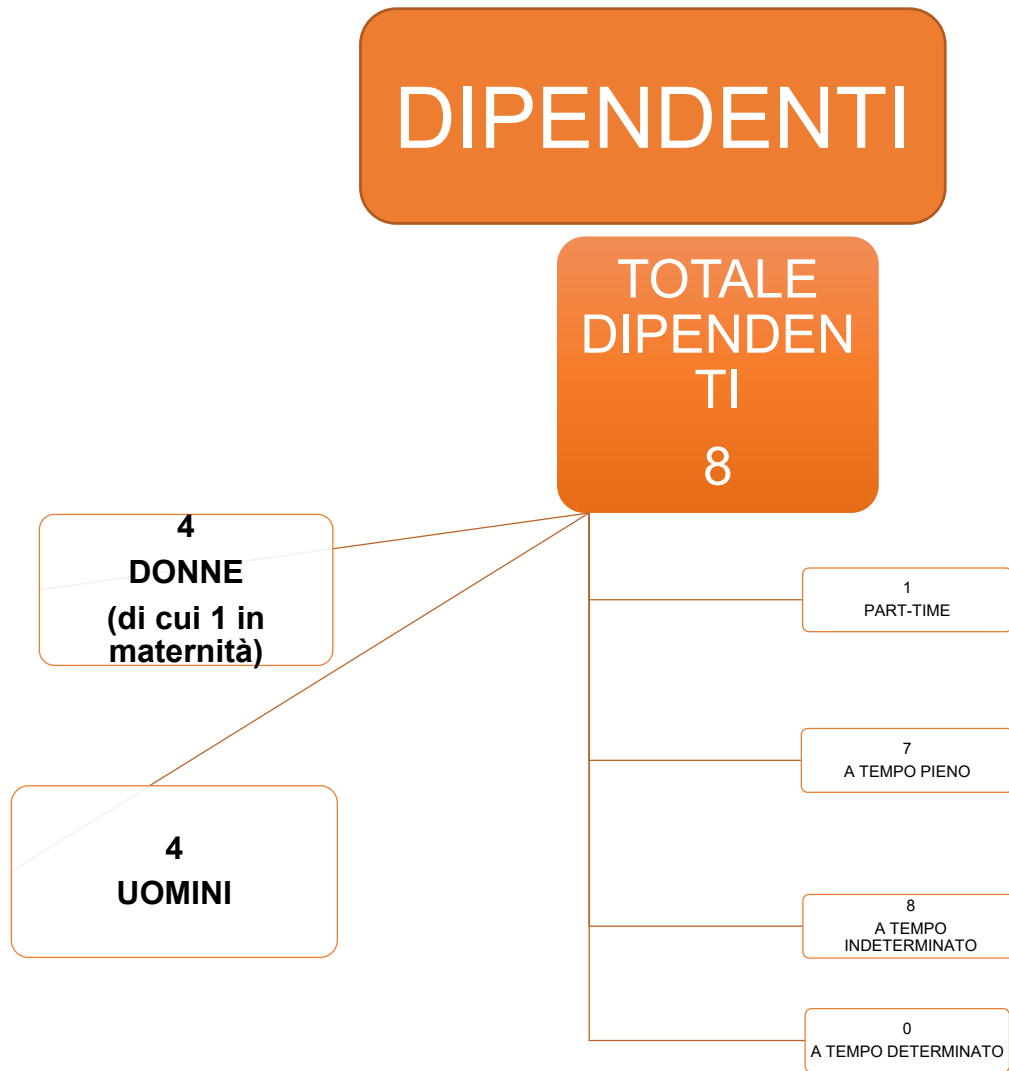 DIPENDENTI
TOTALE
DIPENDEN
TI
8
4
DONNE
(di cui 1 in
maternità)
4
UOMINI
1
PART-TIME
7
A TEMPO PIENO
8
A TEMPO
INDETERMINATO
0
A TEMPO DETERMINATO